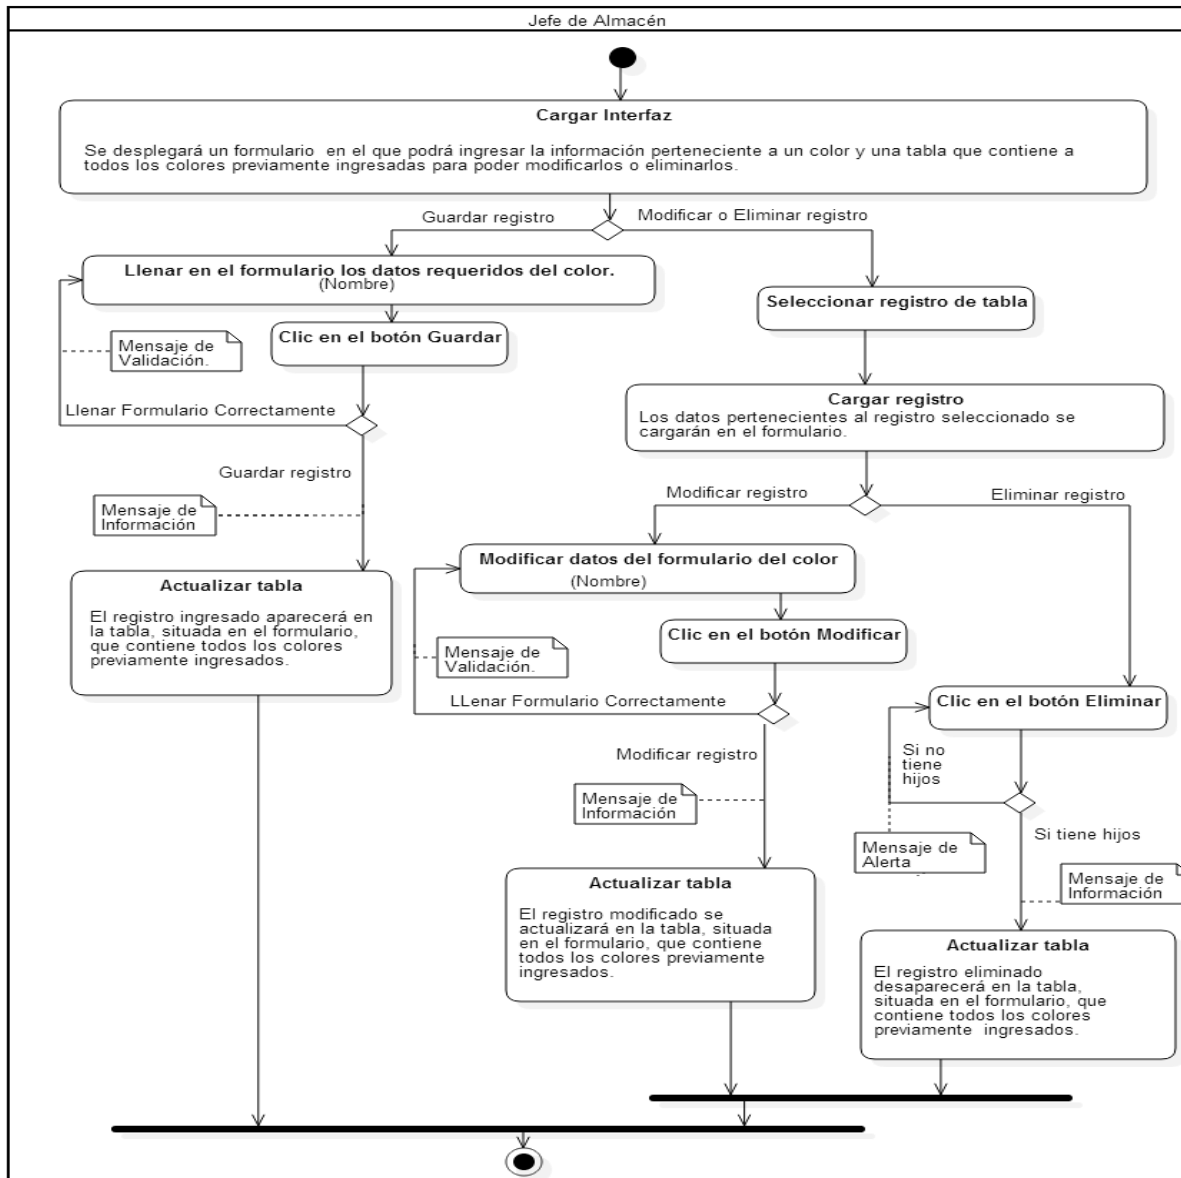 Jefe de Almacén
Cargar Interfaz
Se desplegará un formulario en el que podrá ingresar la información perteneciente a un color y una tabla que contiene a
todos los colores previamente ingresadas para poder modificarlos o eliminarlos.
Guardar registro
Modificar o Eliminar registro
Llenar en el formulario los datos requeridos del color.
(Nombre)
Seleccionar registro de tabla
Clic en el botón Guardar
Mensaje de
Validación.
Llenar Formulario Correctamente
Cargar registro
Los datos pertenecientes al registro seleccionado se
cargarán en el formulario.
Guardar registro
Mensaje de
Información
Modificar registro
Eliminar registro
Modificar datos del formulario del color
(Nombre)
Actualizar tabla
El registro ingresado aparecerá en
la tabla, situada en el formulario,
que contiene todos los colores
previamente ingresados.
Clic en el botón Modificar
Mensaje de
Validación.
LLenar Formulario Correctamente
Clic en el botón Eliminar
Modificar registro
Si no
tiene
hijos
Mensaje de
Información
Si tiene hijos
Mensaje de
Alerta
Mensaje de
Información
Actualizar tabla
El registro modificado se
actualizará en la tabla, situada
en el formulario, que contiene
todos los colores previamente
ingresados.
Actualizar tabla
El registro eliminado
desaparecerá en la tabla,
situada en el formulario, que
contiene todos los colores
previamente ingresados.